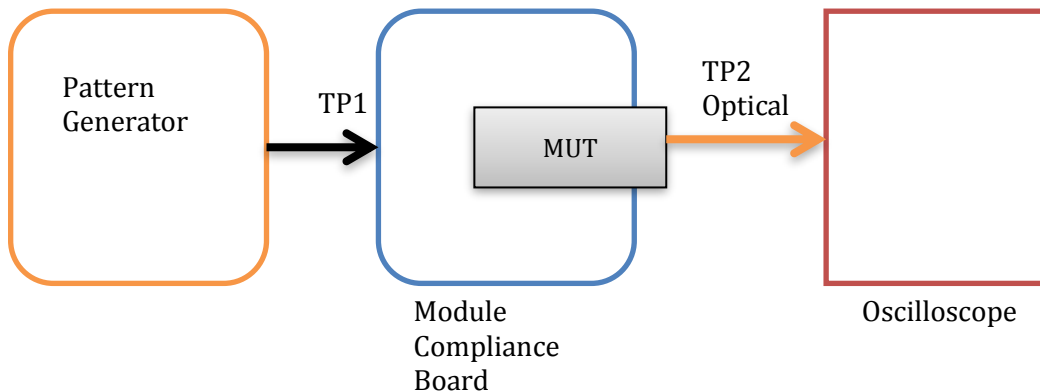 Pattern
Generator
TP1
MUT
TP2
Optical
Module
Compliance
Board
Oscilloscope